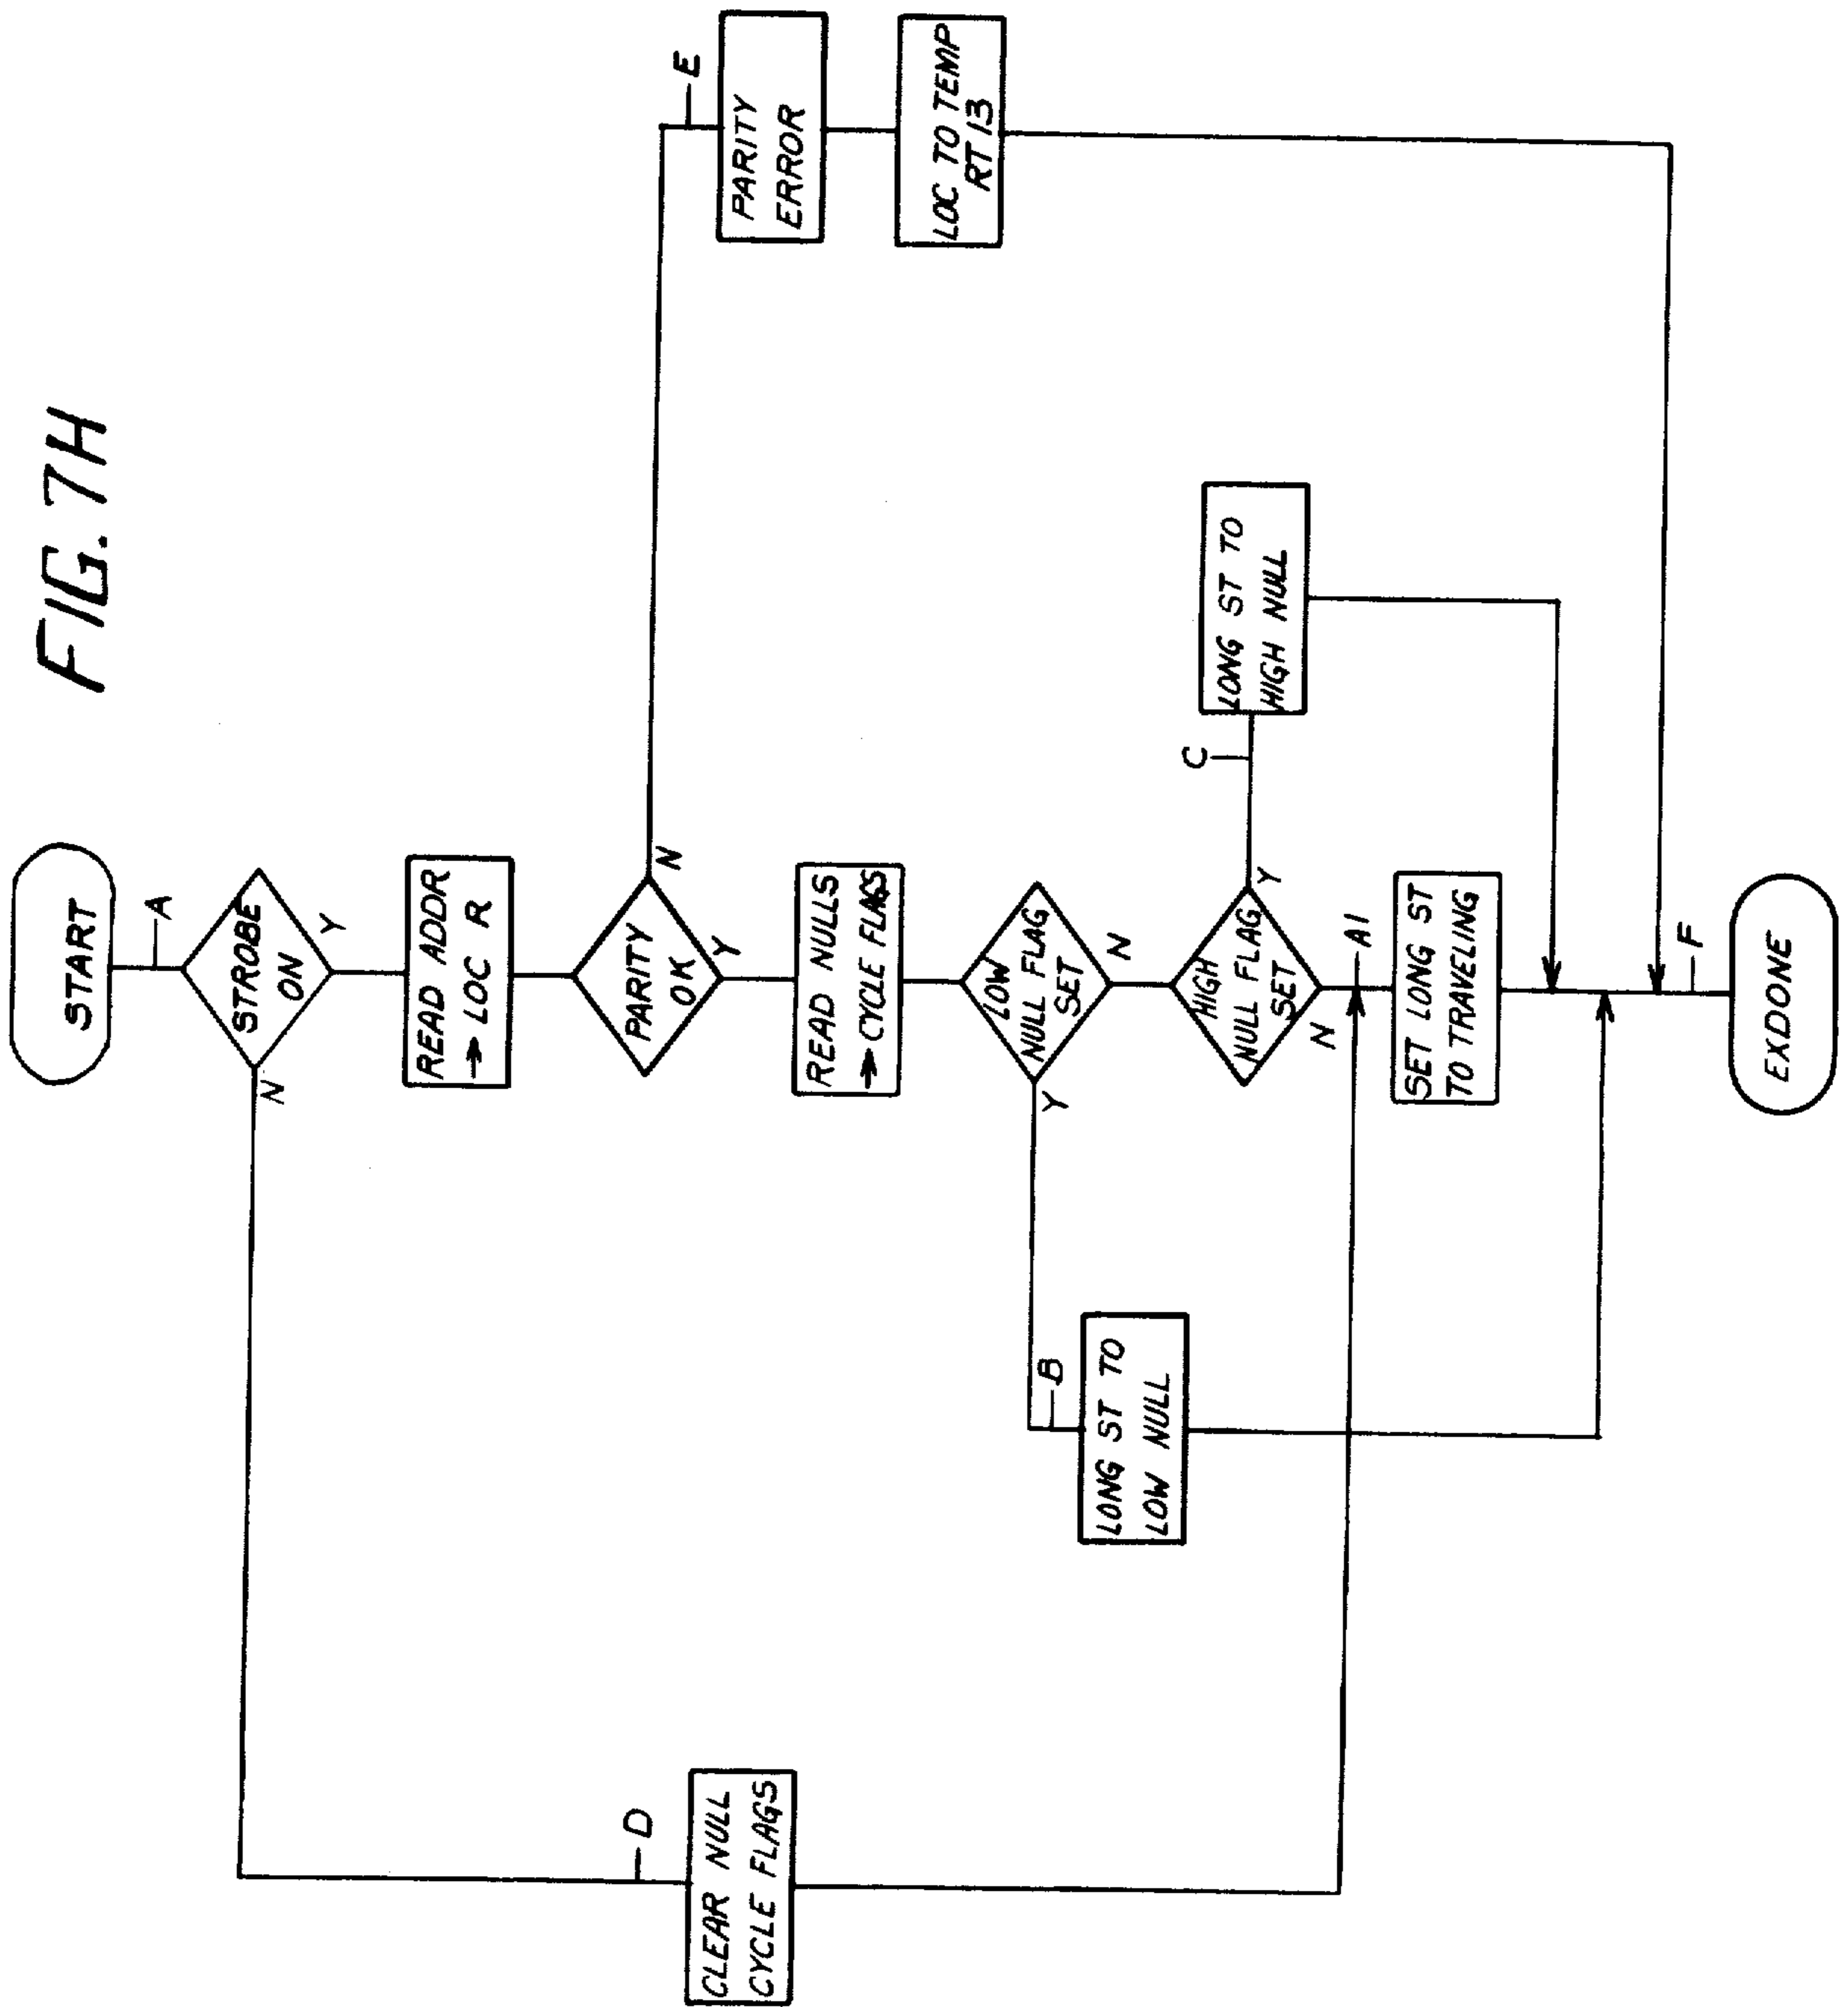 FIG. 7H
START
A
STROBE
ON
N
Y
READ ADDR
→ LOC R
PARITY
OK
N
Y
E
PARITY
ERROR
LOC TO TEMP
RT 13
D
CLEAR NULL
CYCLE FLAGS
READ NULLS
→ CYCLE FLAGS
LOW
NULL FLAG
SET
Y
N
B
LONG ST TO
LOW NULL
HIGH
NULL FLAG
SET
Y
N
C
LONG ST TO
HIGH NULL
A1
SET LONG ST
TO TRAVELING
F
EXDONE